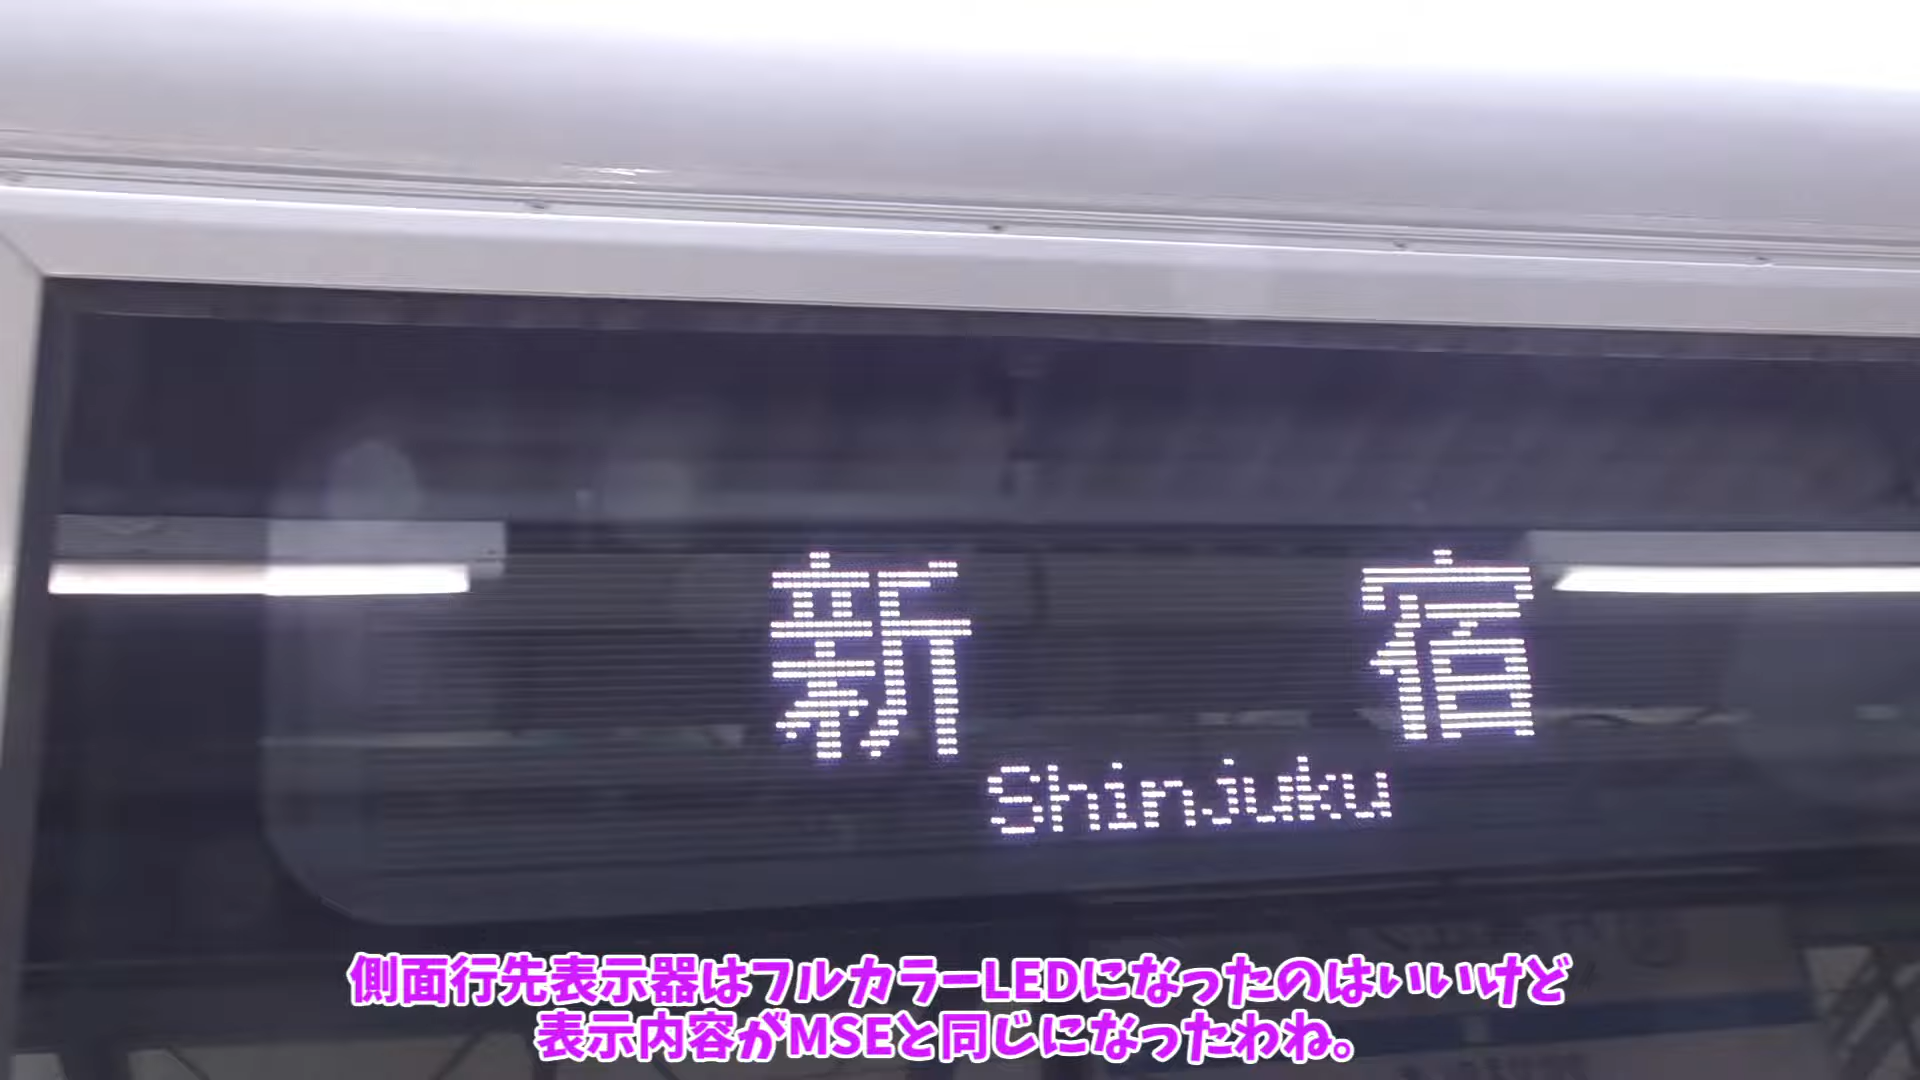 新宿
Shinjuku
側面行先表示器はフルカラーLEDになったのはいいけど
表示内容がMSEと同じになったわね。